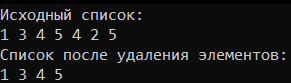 Исходный список:
1 3 4 5 4 2 5
Список после удаления элементов:
1 3 4 5